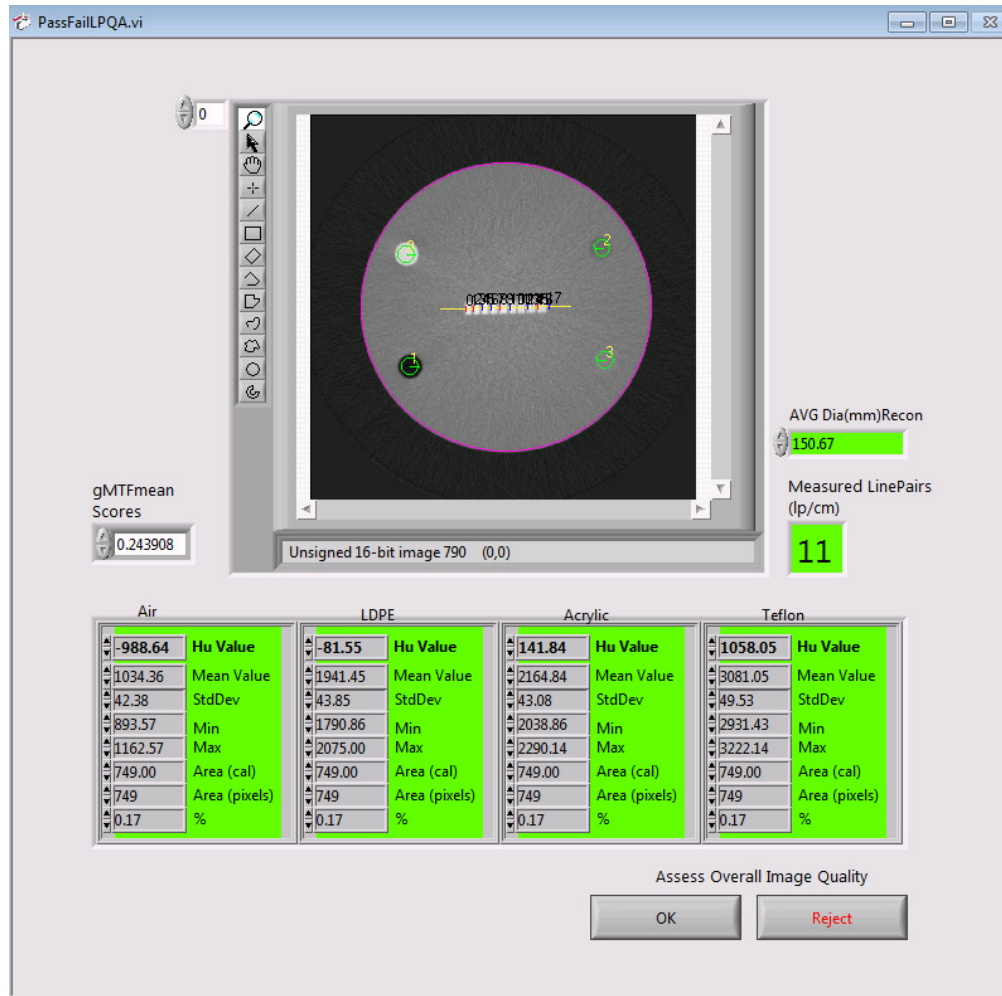 PassFailLPQA.vi
0
2
2
1
3
AVG Dia(mm)Recon
150.67
gMTFmean
Scores
0.243908
Measured LinePairs
(lp/cm)
11
Unsigned 16-bit image 790 (0,0)
Air LDPE Acrylic Teflon
-988.64 Hu Value -81.55 Hu Value 141.84 Hu Value 1058.05 Hu Value
1034.36 Mean Value 1941.45 Mean Value 2164.84 Mean Value 3081.05 Mean Value
42.38 StdDev 43.85 StdDev 43.08 StdDev 49.53 StdDev
893.57 Min 1790.86 Min 2038.86 Min 2931.43 Min
1162.57 Max 2075.00 Max 2290.14 Max 3222.14 Max
749.00 Area (cal) 749.00 Area (cal) 749.00 Area (cal) 749.00 Area (cal)
749 Area (pixels) 749 Area (pixels) 749 Area (pixels) 749 Area (pixels)
0.17 % 0.17 % 0.17 % 0.17 %
Assess Overall Image Quality
OK Reject